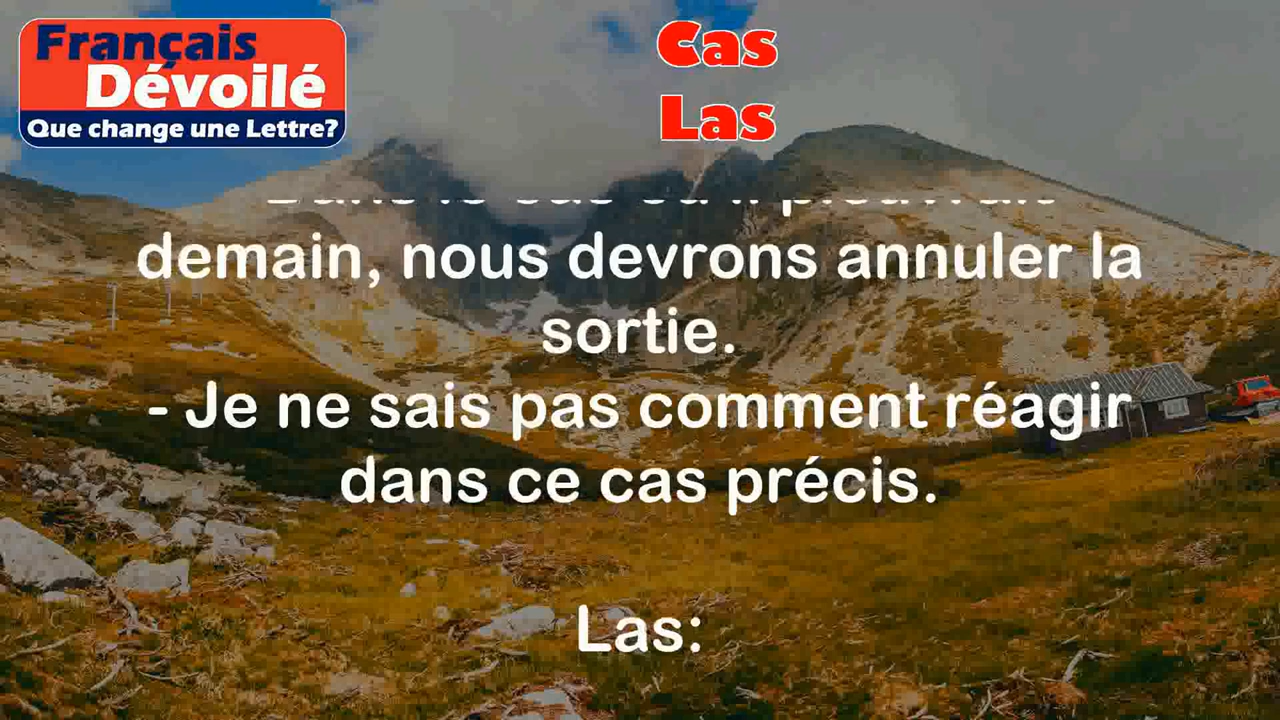 Français
Dévoilé
Que change une Lettre?
Cas
Las
demain, nous devrons annuler la
sortie.
- Je ne sais pas comment réagir
dans ce cas précis.
Las: